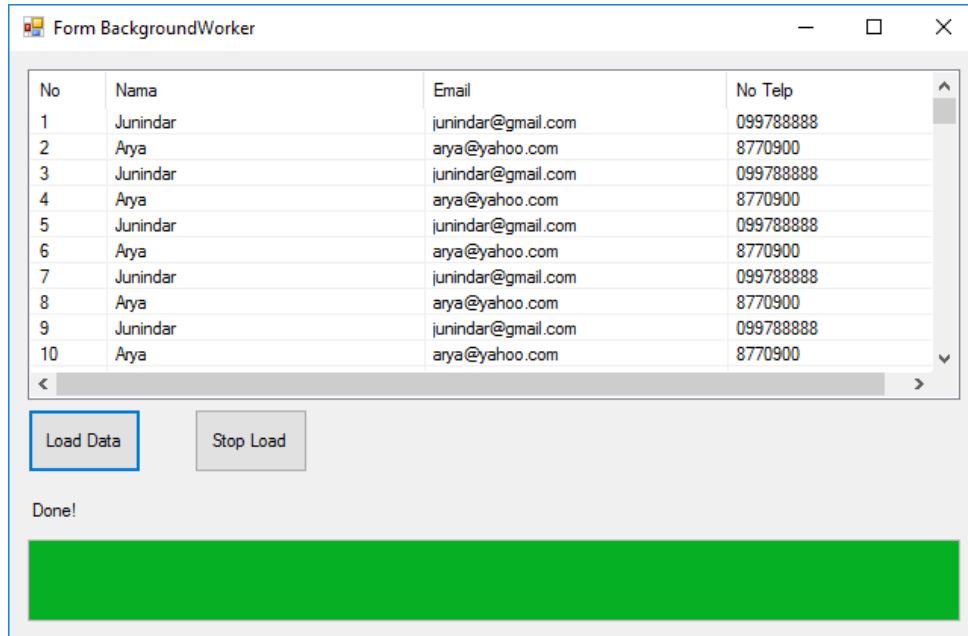 Form BackgroundWorker
No Nama Email No Telp
1 Junindar junindar@gmail.com 099788888
2 Arya arya@yahoo.com 8770900
3 Junindar junindar@gmail.com 099788888
4 Arya arya@yahoo.com 8770900
5 Junindar junindar@gmail.com 099788888
6 Arya arya@yahoo.com 8770900
7 Junindar junindar@gmail.com 099788888
8 Arya arya@yahoo.com 8770900
9 Junindar junindar@gmail.com 099788888
10 Arya arya@yahoo.com 8770900
Load Data Stop Load
Done!